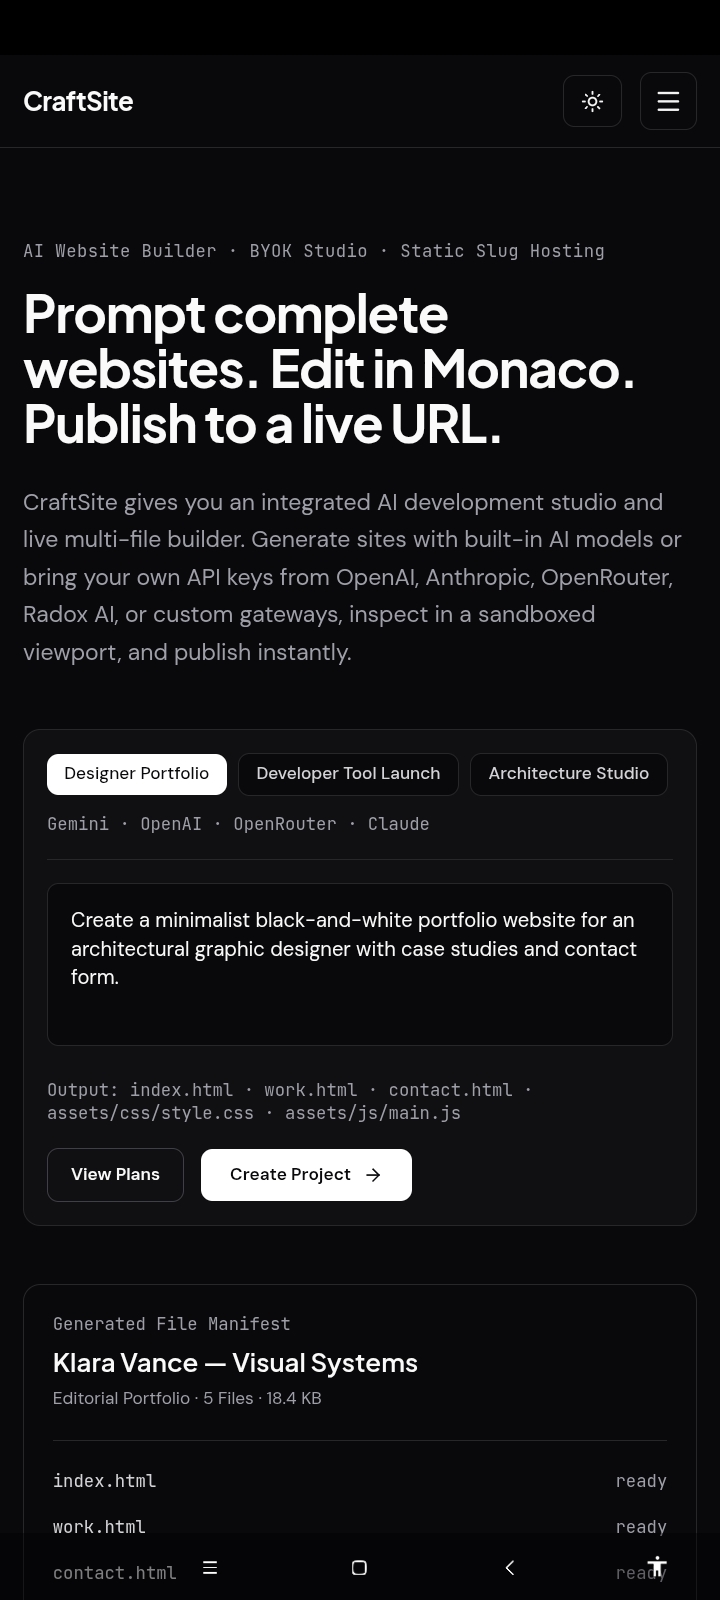 CraftSite
AI Website Builder · BYOK Studio · Static Slug Hosting
Prompt complete
websites. Edit in Monaco.
Publish to a live URL.
CraftSite gives you an integrated AI development studio and
live multi-file builder. Generate sites with built-in AI models or
bring your own API keys from OpenAI, Anthropic, OpenRouter,
Radox AI, or custom gateways, inspect in a sandboxed
viewport, and publish instantly.
Designer Portfolio
Developer Tool Launch
Architecture Studio
Gemini · OpenAI · OpenRouter · Claude
Create a minimalist black-and-white portfolio website for an
architectural graphic designer with case studies and contact
form.
Output: index.html · work.html · contact.html ·
assets/css/style.css · assets/js/main.js
View Plans
Create Project →
Generated File Manifest
Klara Vance — Visual Systems
Editorial Portfolio · 5 Files · 18.4 KB
index.html ready
work.html ready
contact.html ready